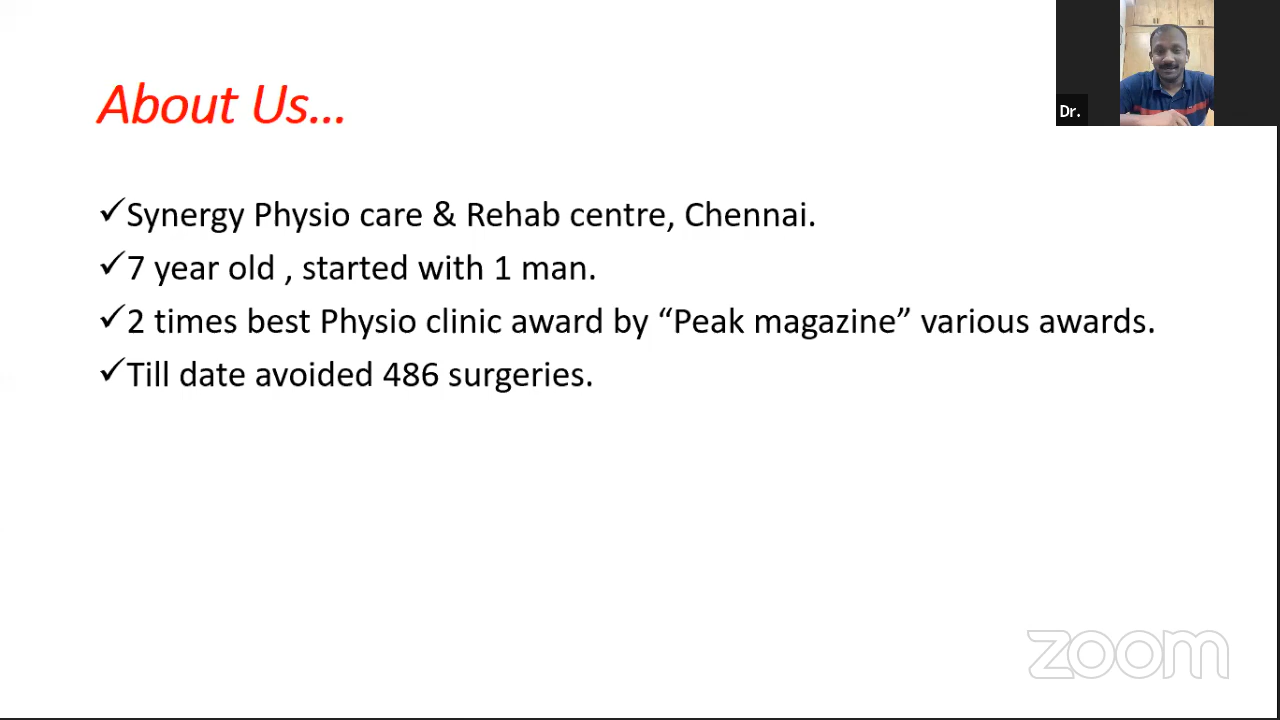 About Us...
Dr.
✓Synergy Physio care & Rehab centre, Chennai.
✓7 year old , started with 1 man.
✓2 times best Physio clinic award by “Peak magazine” various awards.
✓Till date avoided 486 surgeries.
zoom